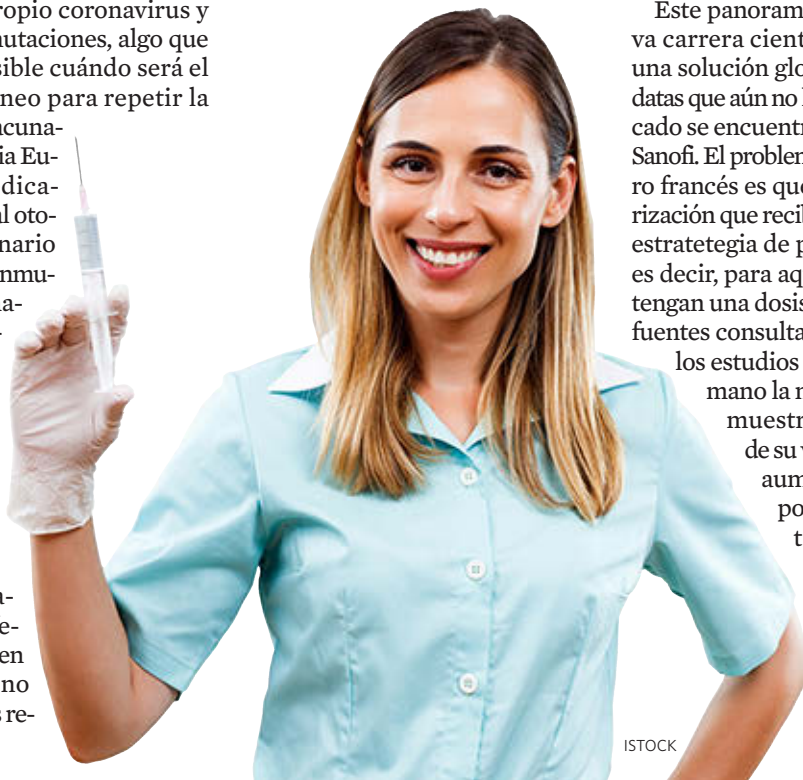 ropio coronavirus y
nutaciones, algo que
sible cuándo será el
neo para repetir la
acuna-
ia Eu-
dica-
al oto-
nario
nmu-
a-
-
a-
e-
en
no
s re-
Este panoram
va carrera cient
una solución glo
datas que aún no
cado se encuentr
Sanofi. El problem
ro francés es que
rización que recib
estratetegia de p
es decir, para aq
tengan una dosis
fuentes consulta
los estudios
mano la n
muestr
de su v
aum
po
t
ISTOCK